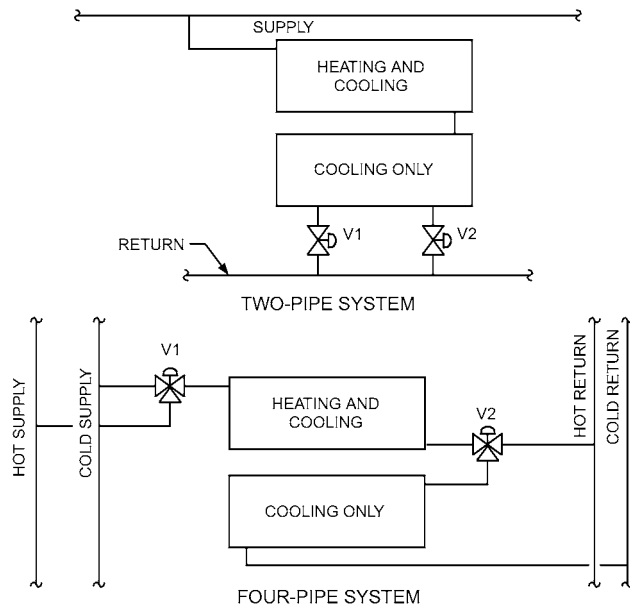 SUPPLY
HEATING AND
COOLING
COOLING ONLY
V1
V2
RETURN
TWO-PIPE SYSTEM
HOT SUPPLY
COLD SUPPLY
V1
HEATING AND
COOLING
V2
HOT RETURN
COLD RETURN
COOLING ONLY
FOUR-PIPE SYSTEM